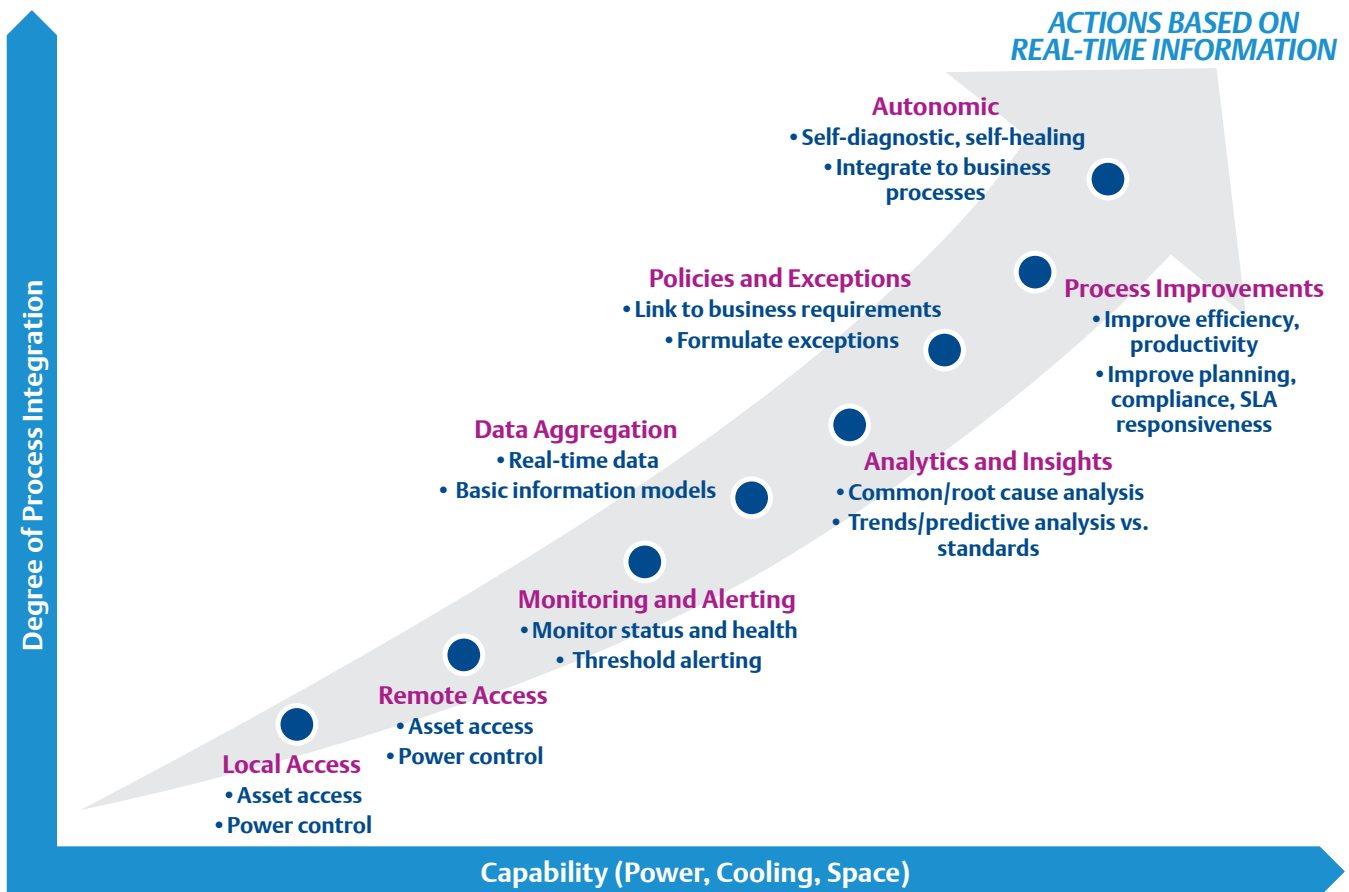 ACTIONS BASED ON
REAL-TIME INFORMATION
Autonomic
• Self-diagnostic, self-healing
• Integrate to business
processes
Policies and Exceptions
• Link to business requirements
• Formulate exceptions
Process Improvements
• Improve efficiency,
productivity
• Improve planning,
compliance, SLA
responsiveness
Data Aggregation
• Real-time data
• Basic information models
Analytics and Insights
• Common/root cause analysis
• Trends/predictive analysis vs.
standards
Monitoring and Alerting
• Monitor status and health
• Threshold alerting
Remote Access
• Asset access
• Power control
Local Access
• Asset access
• Power control
Degree of Process Integration
Capability (Power, Cooling, Space)